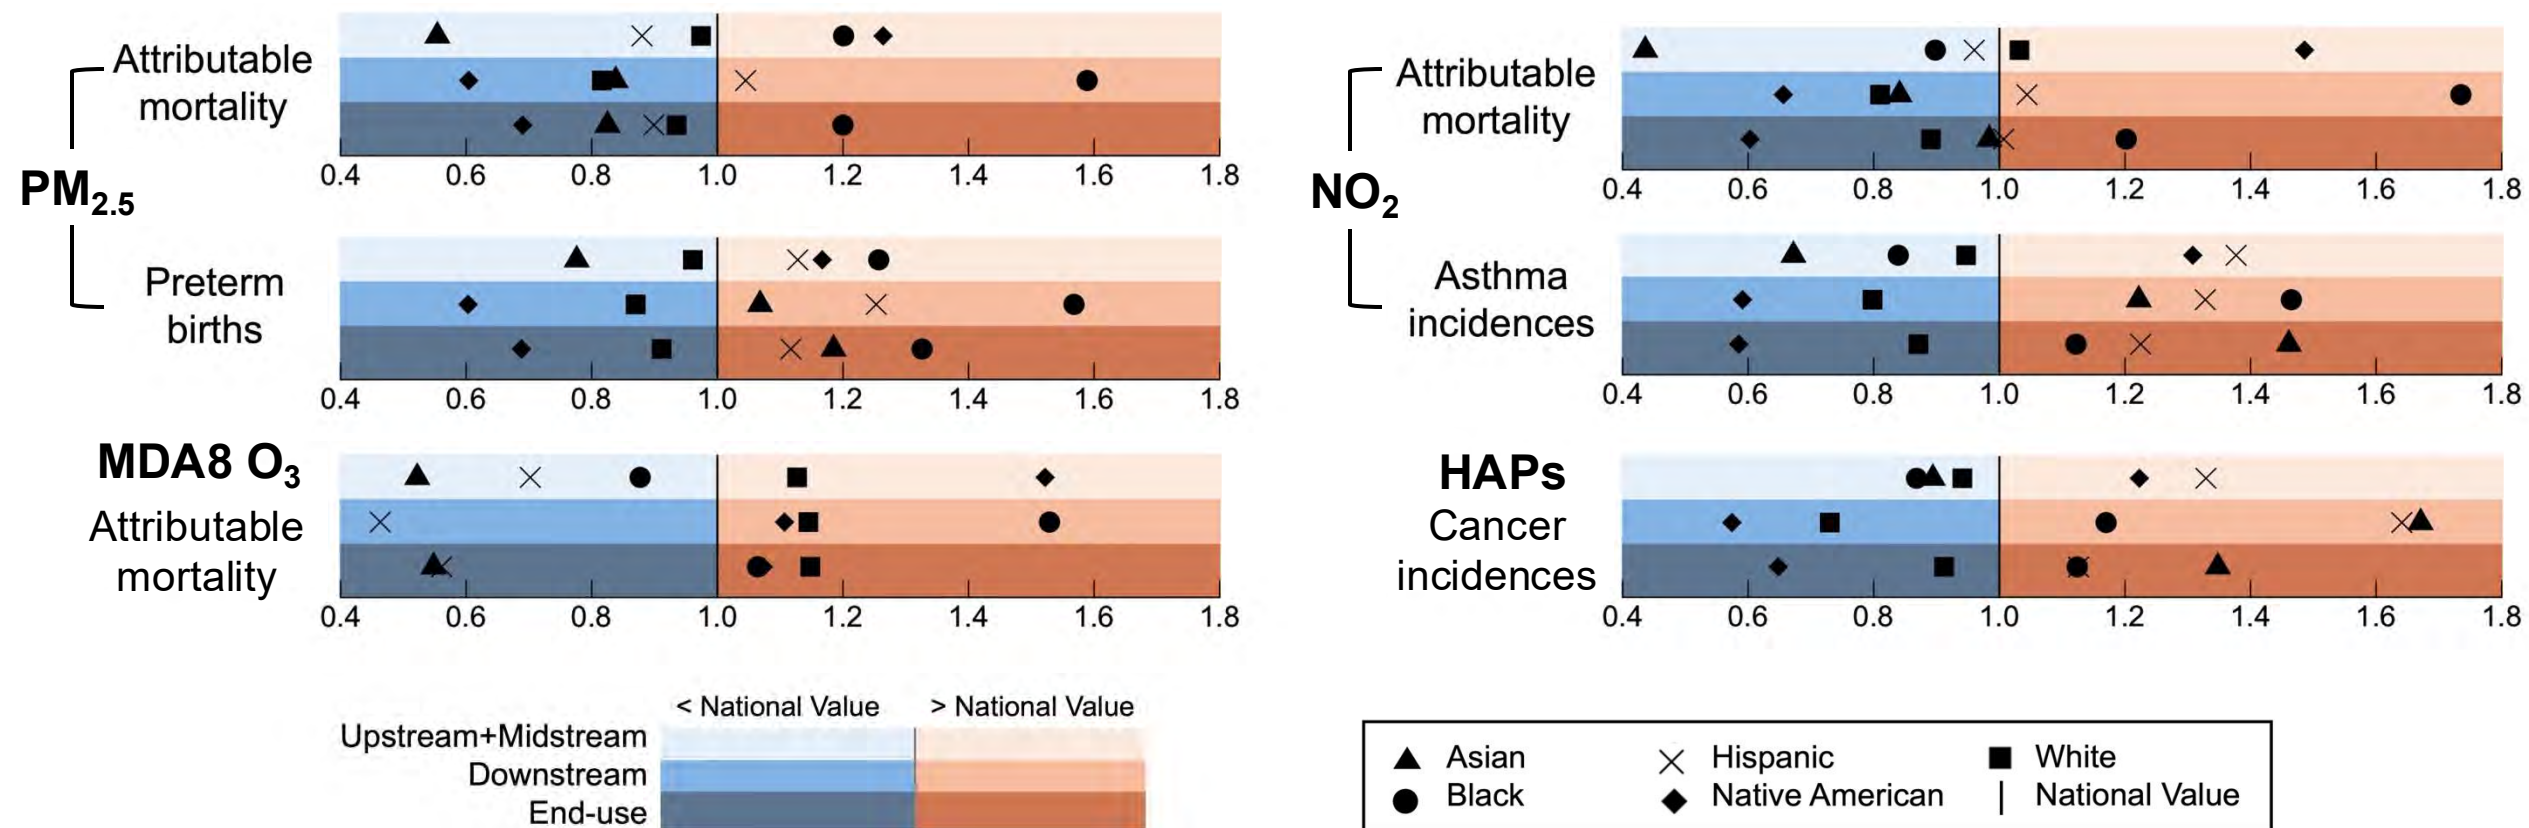 PM2.5
Attributable
mortality
0.4 0.6 0.8 1.0 1.2 1.4 1.6 1.8
Preterm
births
0.4 0.6 0.8 1.0 1.2 1.4 1.6 1.8
MDA8 O3
Attributable
mortality
0.4 0.6 0.8 1.0 1.2 1.4 1.6 1.8
NO2
Attributable
mortality
0.4 0.6 0.8 1.0 1.2 1.4 1.6 1.8
Asthma
incidences
0.4 0.6 0.8 1.0 1.2 1.4 1.6 1.8
HAPs
Cancer
incidences
0.4 0.6 0.8 1.0 1.2 1.4 1.6 1.8
< National Value > National Value
Upstream+Midstream
Downstream
End-use
Asian Hispanic White
Black Native American National Value